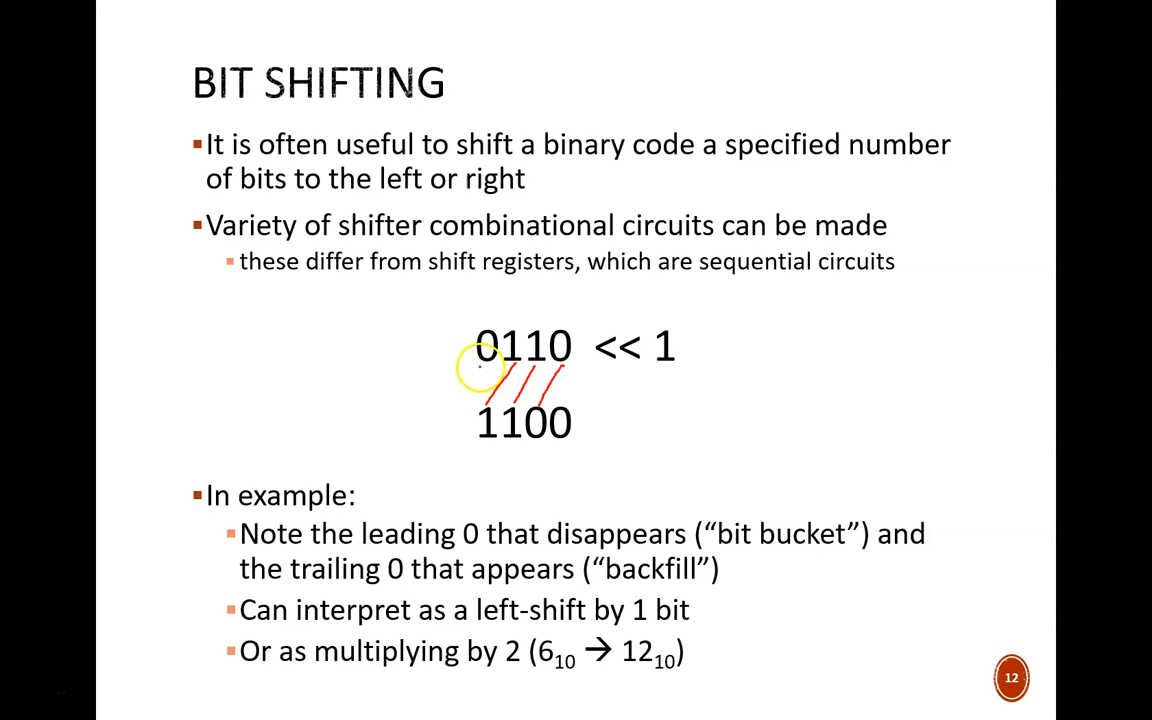 BIT SHIFTING
▪It is often useful to shift a binary code a specified number
of bits to the left or right
▪Variety of shifter combinational circuits can be made
▪these differ from shift registers, which are sequential circuits
0110 << 1
1100
▪In example:
▪Note the leading 0 that disappears (“bit bucket”) and
the trailing 0 that appears (“backfill”)
▪Can interpret as a left-shift by 1 bit
▪Or as multiplying by 2 (6₁₀ → 12₁₀)
12